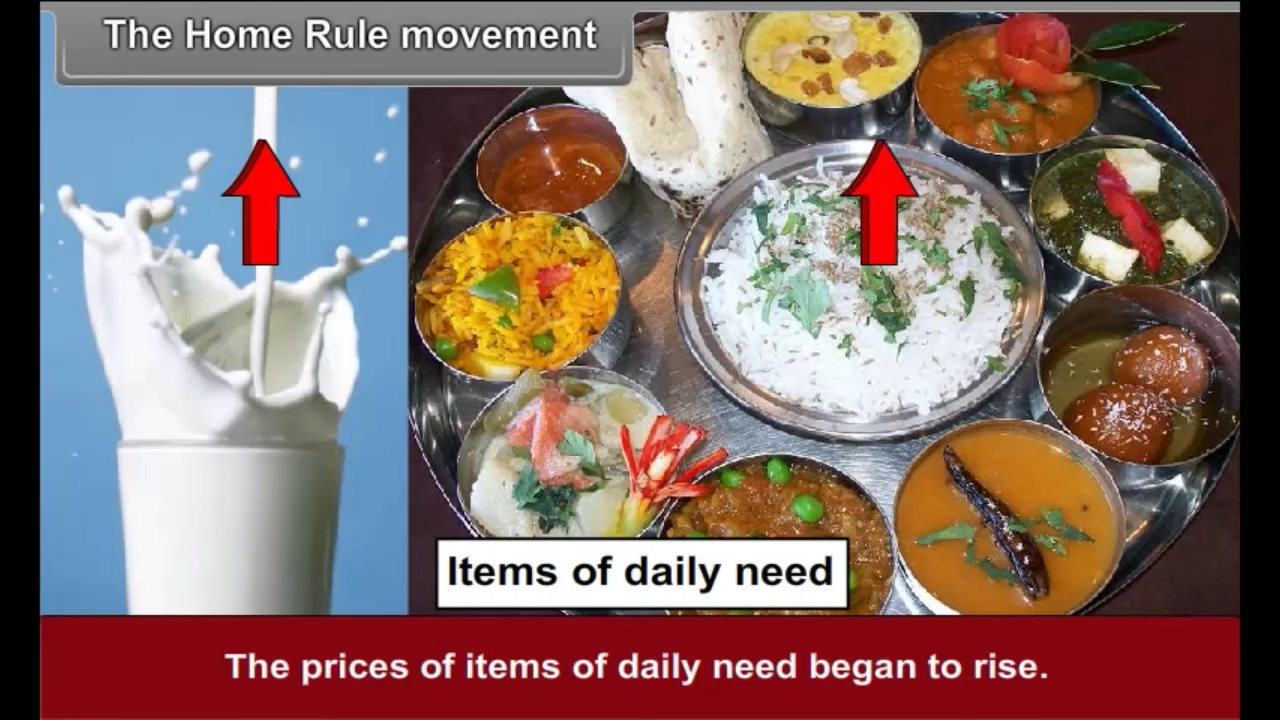 The Home Rule movement
Items of daily need
The prices of items of daily need began to rise.